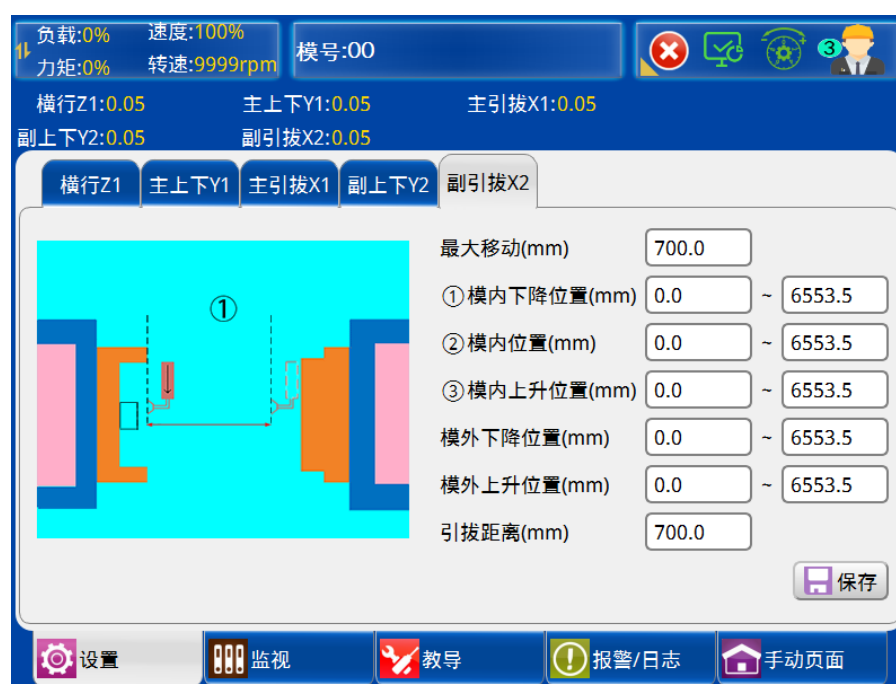 负载:0% 速度:100%
力矩:0% 转速:9999rpm
模号:00
3
横行Z1:0.05 主上下Y1:0.05 主引拔X1:0.05
副上下Y2:0.05 副引拔X2:0.05
横行Z1 主上下Y1 主引拔X1 副上下Y2 副引拔X2
①
最大移动(mm) 700.0
①模内下降位置(mm) 0.0 ~ 6553.5
②模内位置(mm) 0.0 ~ 6553.5
③模内上升位置(mm) 0.0 ~ 6553.5
模外下降位置(mm) 0.0 ~ 6553.5
模外上升位置(mm) 0.0 ~ 6553.5
引拔距离(mm) 700.0
保存
设置 监视 教导 报警/日志 手动页面